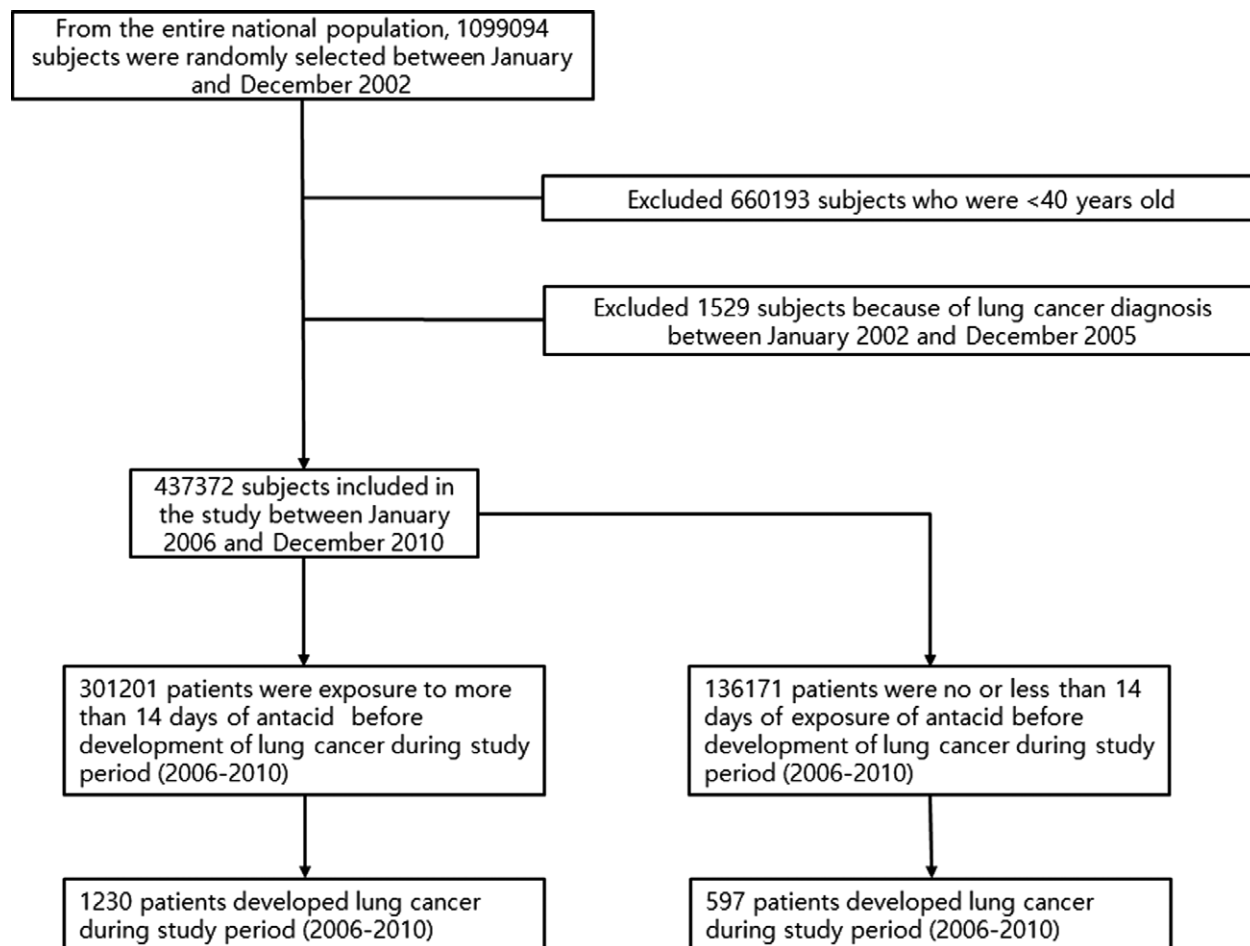 From the entire national population, 1099094
subjects were randomly selected between January
and December 2002
Excluded 660193 subjects who were <40 years old
Excluded 1529 subjects because of lung cancer diagnosis
between January 2002 and December 2005
437372 subjects included in
the study between January
2006 and December 2010
301201 patients were exposure to more
than 14 days of antacid before
development of lung cancer during study
period (2006-2010)
136171 patients were no or less than 14
days of exposure of antacid before
development of lung cancer during study
period (2006-2010)
1230 patients developed lung cancer
during study period (2006-2010)
597 patients developed lung cancer
during study period (2006-2010)